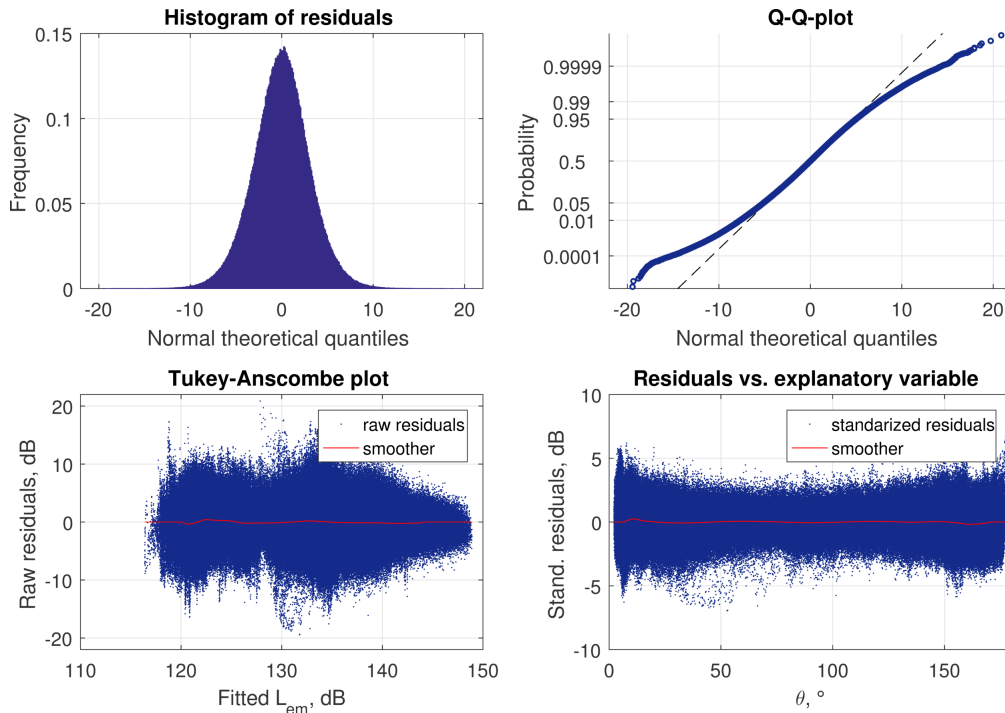 Histogram of residuals
0.15
0.1
0.05
0
Frequency
-20
-10
0
10
20
Normal theoretical quantiles
Q-Q-plot
0.9999
0.99
0.95
0.5
0.05
0.01
0.0001
Probability
-20
-10
0
10
20
Normal theoretical quantiles
Tukey-Anscombe plot
20
10
0
-10
-20
Raw residuals, dB
raw residuals
smoother
110
120
130
140
150
Fitted L_em, dB
Residuals vs. explanatory variable
10
5
0
-5
-10
Stand. residuals, dB
standarized residuals
smoother
0
50
100
150
θ, °